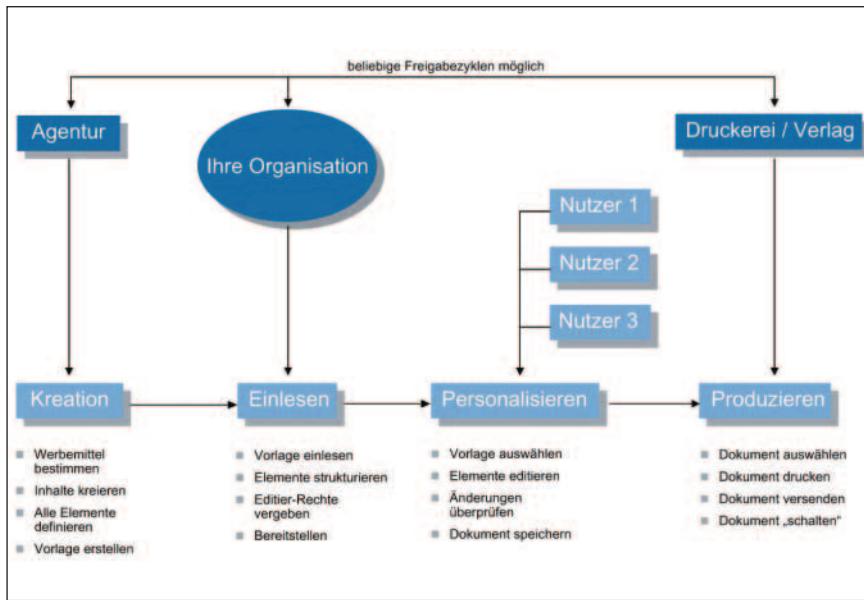 beliebige Freigabezyklen möglich
Agentur
Ihre Organisation
Druckerei / Verlag
Nutzer 1
Nutzer 2
Nutzer 3
Kreation
Einlesen
Personalisieren
Produzieren
Werbemittel
bestimmen
Inhalte kreieren
Alle Elemente
definieren
Vorlage erstellen
Vorlage einlesen
Elemente strukturieren
Editier-Rechte
vergeben
Bereitstellen
Vorlage auswählen
Elemente editieren
Änderungen
überprüfen
Dokument speichern
Dokument auswählen
Dokument drucken
Dokument versenden
Dokument „schalten“